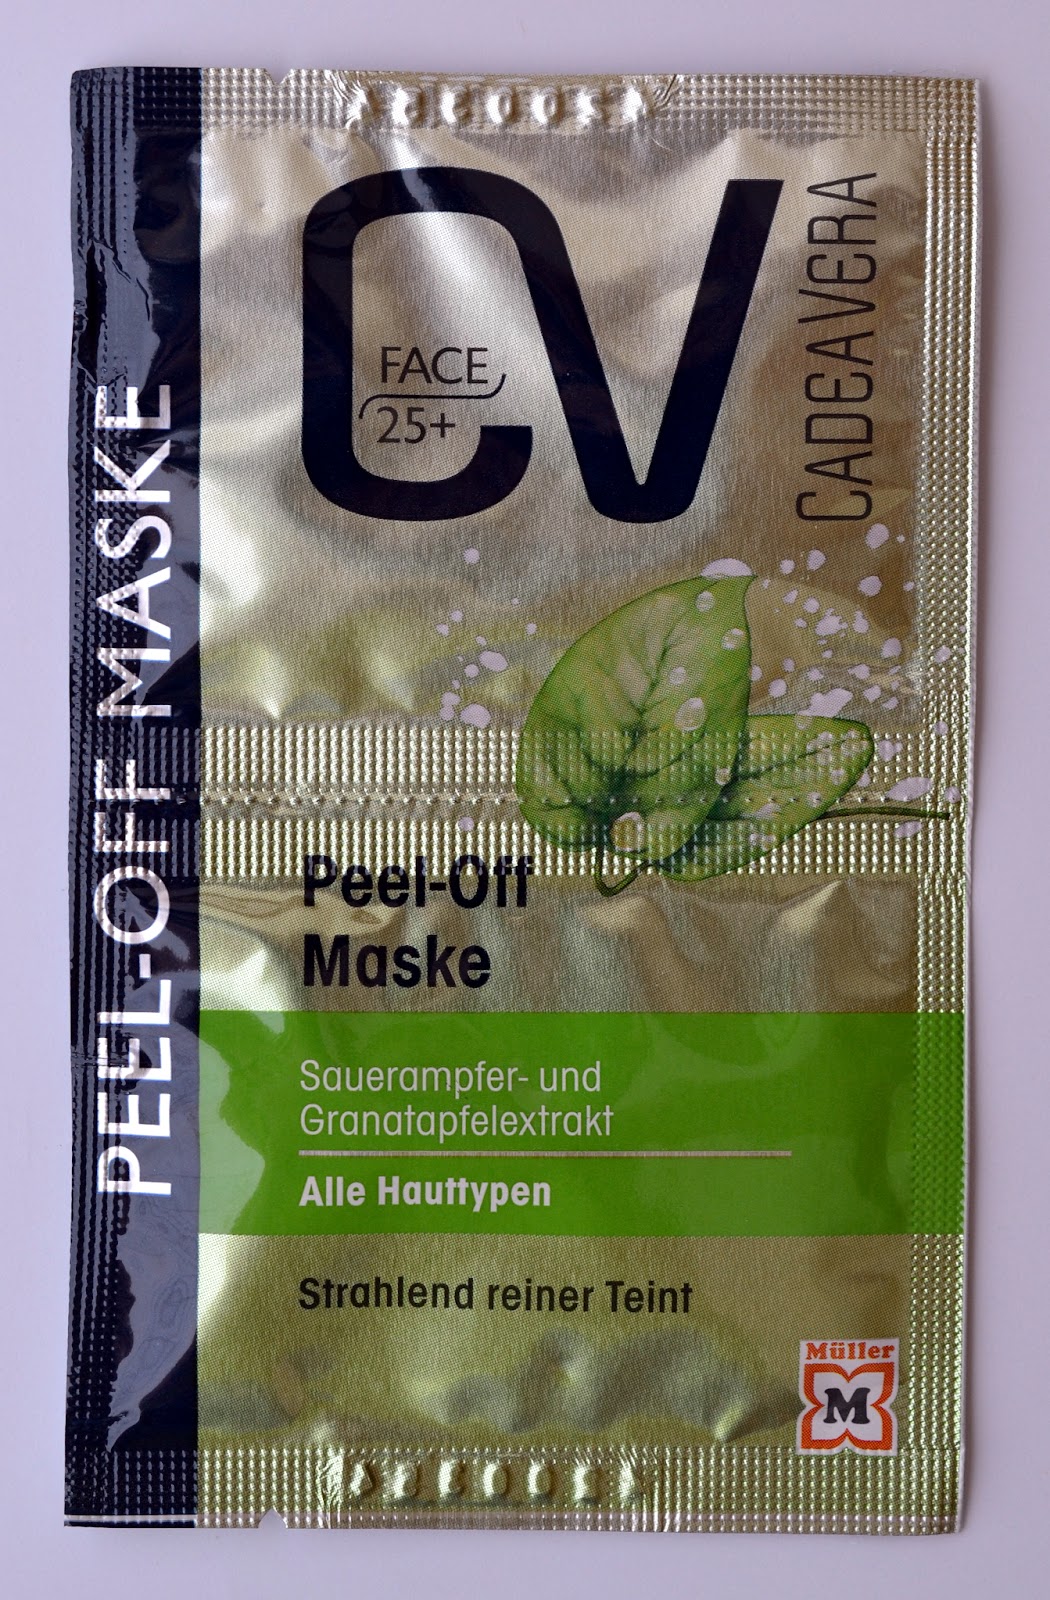 PEEL-OFF MASKE
CV
FACE
25+
CADEAVERA
Peel-Off
Maske
Sauerampfer- und
Granatapfelextrakt
Alle Hauttypen
Strahlend reiner Teint
Müller
M